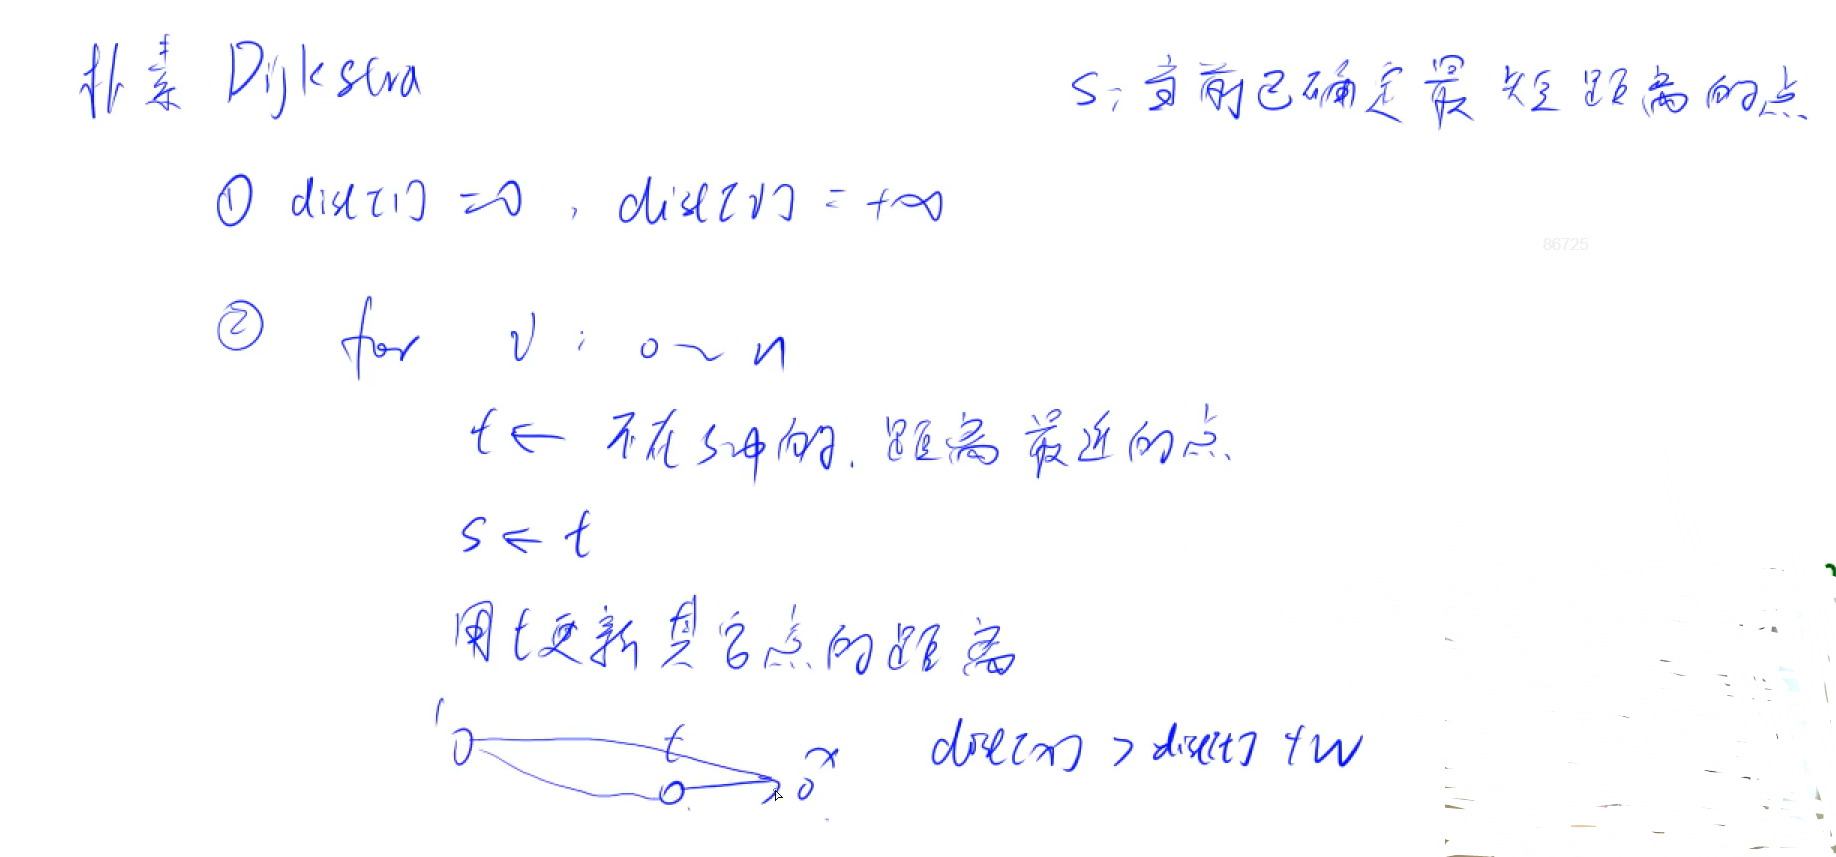 朴素 Dijkstra
S: 当前已确定最短距离的点
① dist[1] = 0, dist[v] = +∞
86725
② for v: 0 ~ n
t ← 不在S中的, 距离最近的点
S ← t
用t更新其它点的距离
1 t x dist[x] > dist[t] + w